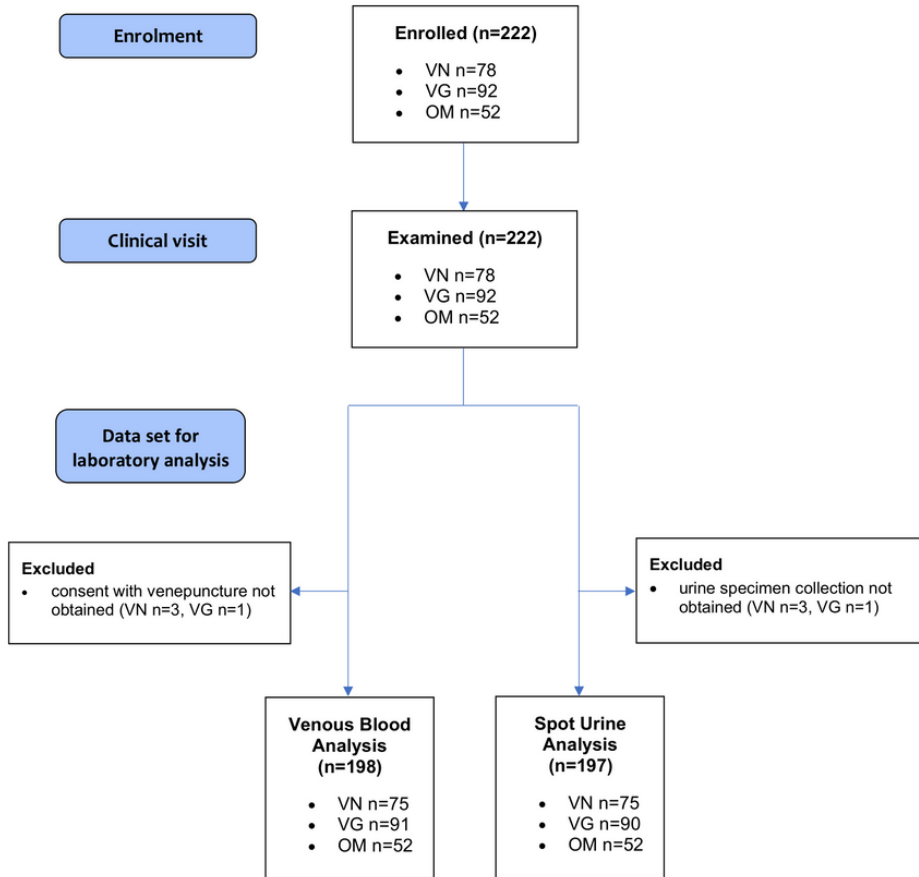 Enrolment
Enrolled (n=222)
• VN n=78
• VG n=92
• OM n=52
Clinical visit
Examined (n=222)
• VN n=78
• VG n=92
• OM n=52
Data set for
laboratory analysis
Excluded
• consent with venepuncture not
obtained (VN n=3, VG n=1)
Excluded
• urine specimen collection not
obtained (VN n=3, VG n=1)
Venous Blood
Analysis
(n=198)
• VN n=75
• VG n=91
• OM n=52
Spot Urine
Analysis
(n=197)
• VN n=75
• VG n=90
• OM n=52